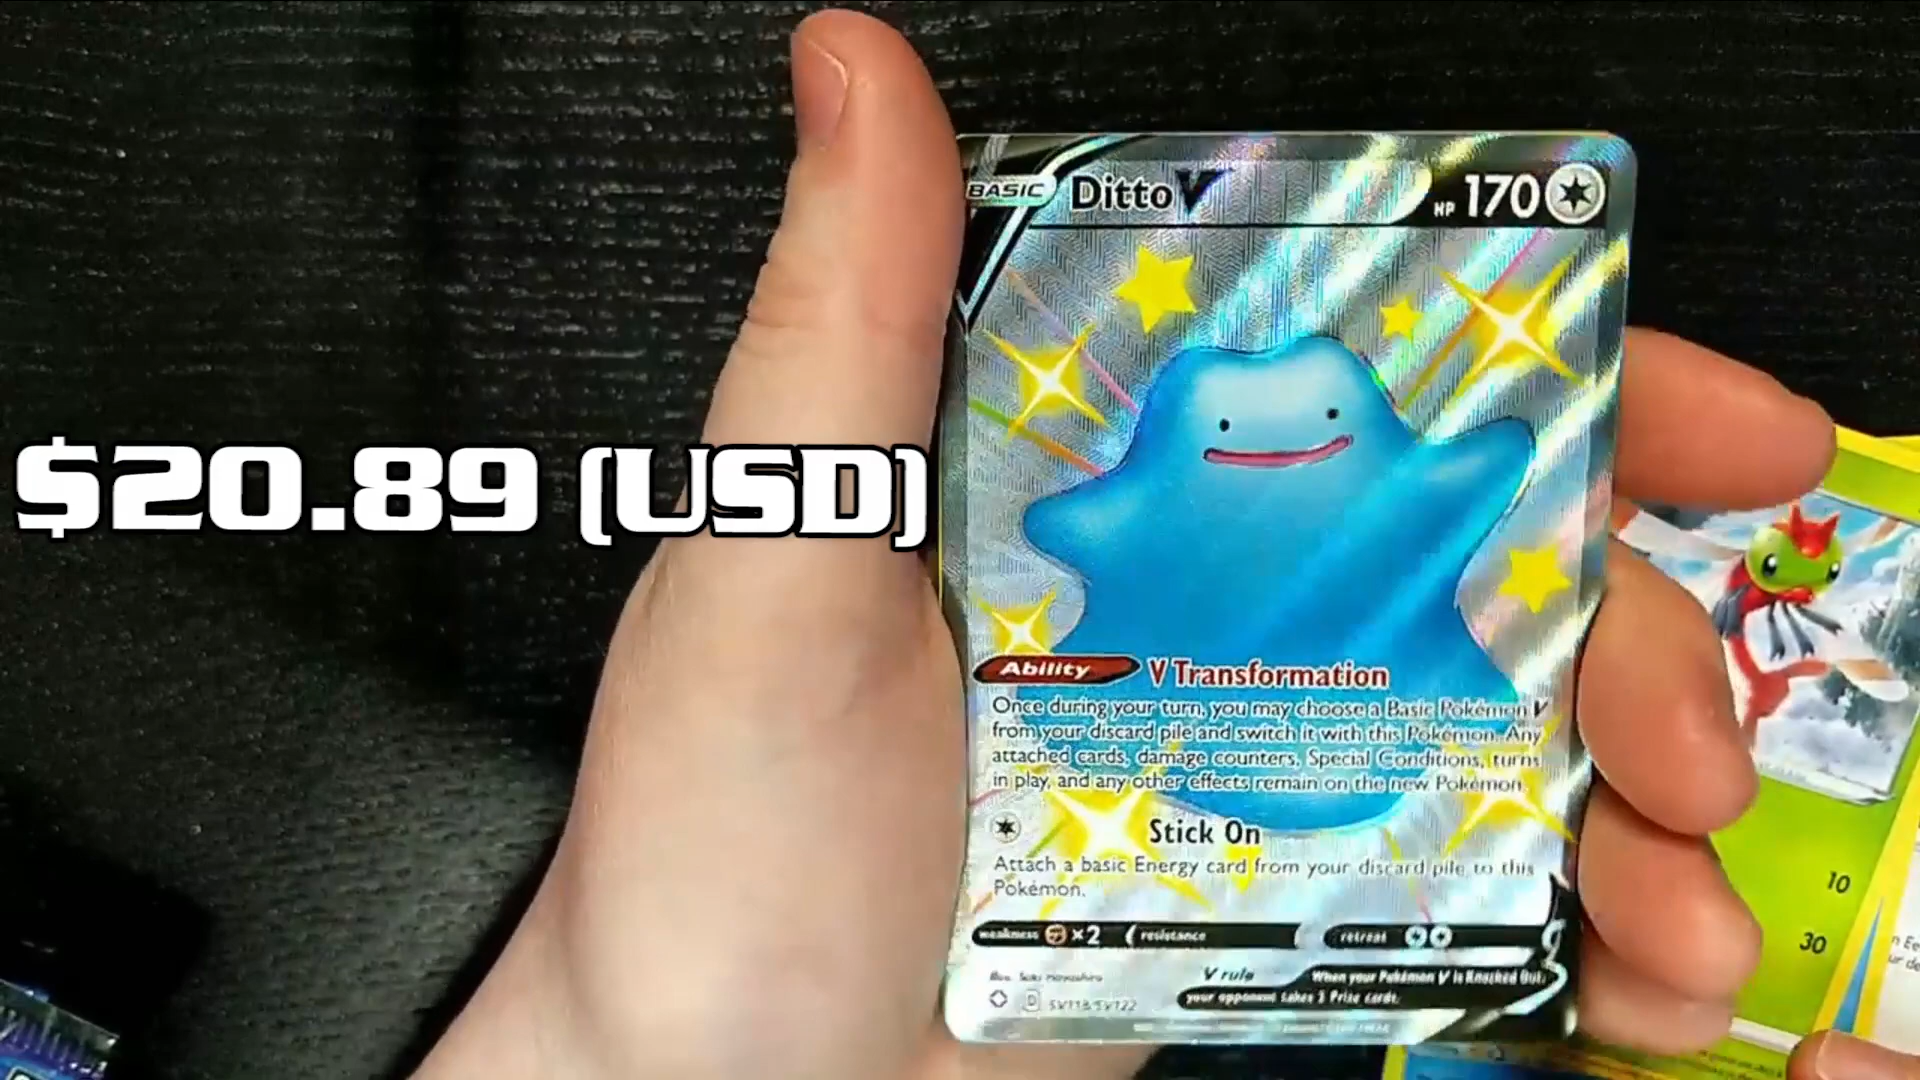 BASIC Ditto V HP 170
$20.89 (USD)
Ability V Transformation
Once during your turn, you may choose a Basic Pokémon V
from your discard pile and switch it with this Pokémon. Any
attached cards, damage counters, Special Conditions, turns
in play, and any other effects remain on the new Pokémon.
Stick On
Attach a basic Energy card from your discard pile to this
Pokémon.
10
30
weakness ×2 resistance retreat
V rule When your Pokémon V is Knocked Out,
your opponent takes 2 Prize cards.
D SV118/SV122